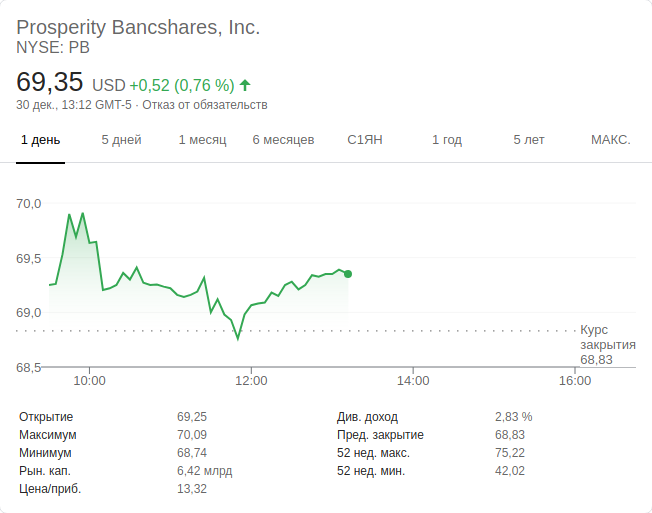 Prosperity Bancshares, Inc.
NYSE: PB
69,35 USD +0,52 (0,76 %)
30 дек., 13:12 GMT-5 · Отказ от обязательств
1 день 5 дней 1 месяц 6 месяцев С1ЯН 1 год 5 лет МАКС.
70,0
69,5
69,0
Курс
закрытия
68,83
68,5
10:00 12:00 14:00 16:00
Открытие 69,25 Див. доход 2,83 %
Максимум 70,09 Пред. закрытие 68,83
Минимум 68,74 52 нед. макс. 75,22
Рын. кап. 6,42 млрд 52 нед. мин. 42,02
Цена/приб. 13,32